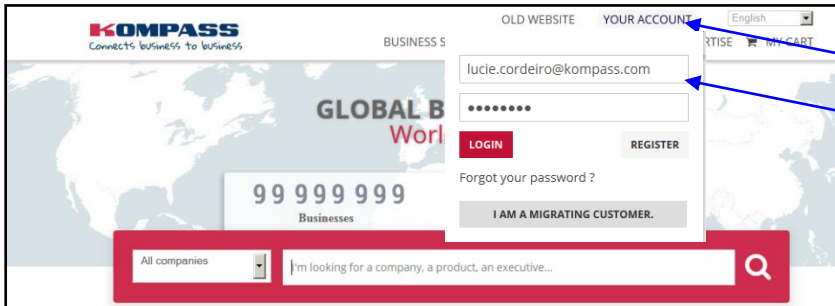 KOMPASS
Connects business to business
OLD WEBSITE YOUR ACCOUNT English
BUSINESS S RTISE MY CART
lucie.cordeiro@kompass.com
••••••••
LOGIN REGISTER
Forgot your password ?
I AM A MIGRATING CUSTOMER.
GLOBAL B
Worl
99 999 999
Businesses
All companies
I'm looking for a company, a product, an executive...